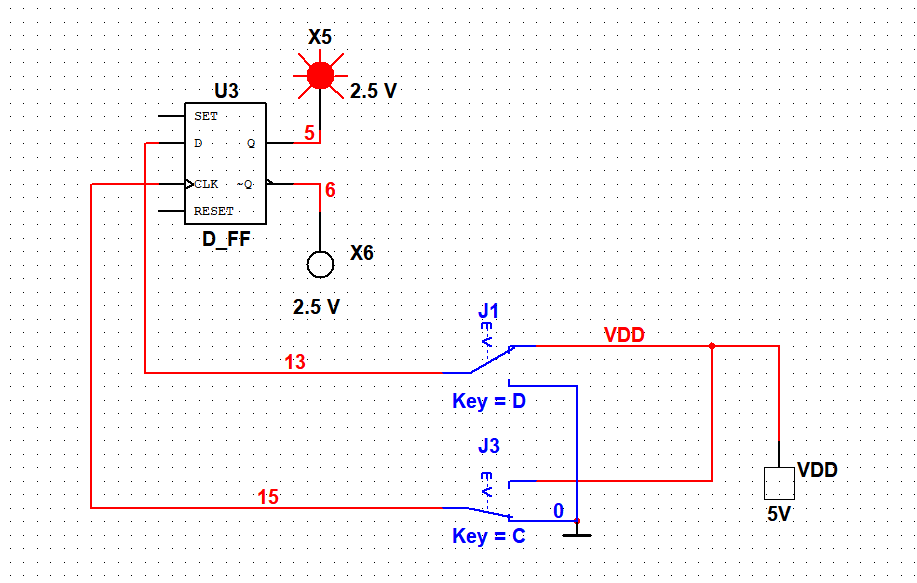 X5
2.5 V
U3
SET
D Q
CLK ~Q
RESET
D_FF
5
6
X6
2.5 V
J1
VDD
13
Key = D
J3
VDD
15
0
5V
Key = C